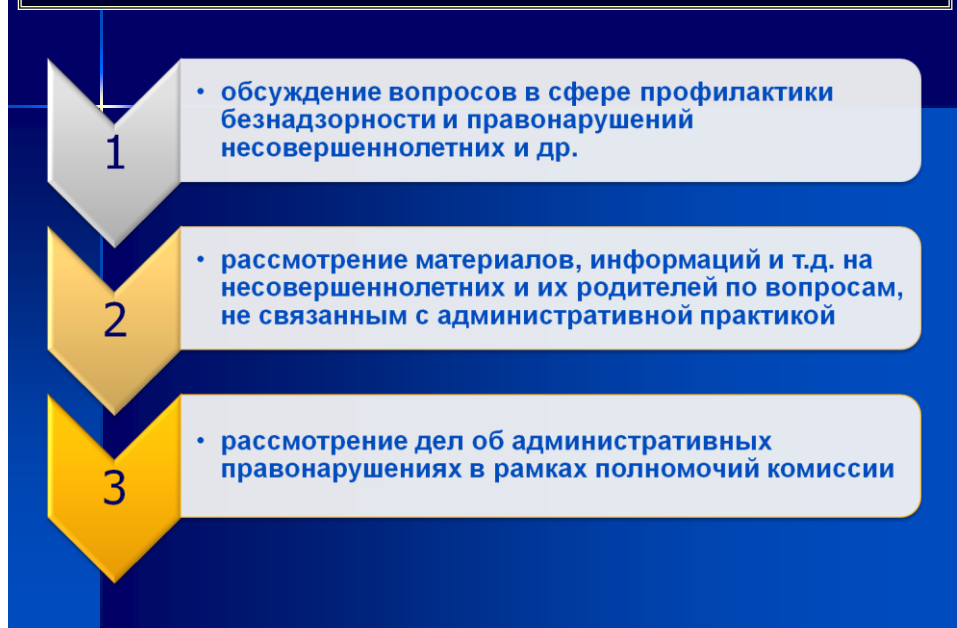 1
• обсуждение вопросов в сфере профилактики
безнадзорности и правонарушений
несовершеннолетних и др.
2
• рассмотрение материалов, информаций и т.д. на
несовершеннолетних и их родителей по вопросам,
не связанным с административной практикой
3
• рассмотрение дел об административных
правонарушениях в рамках полномочий комиссии